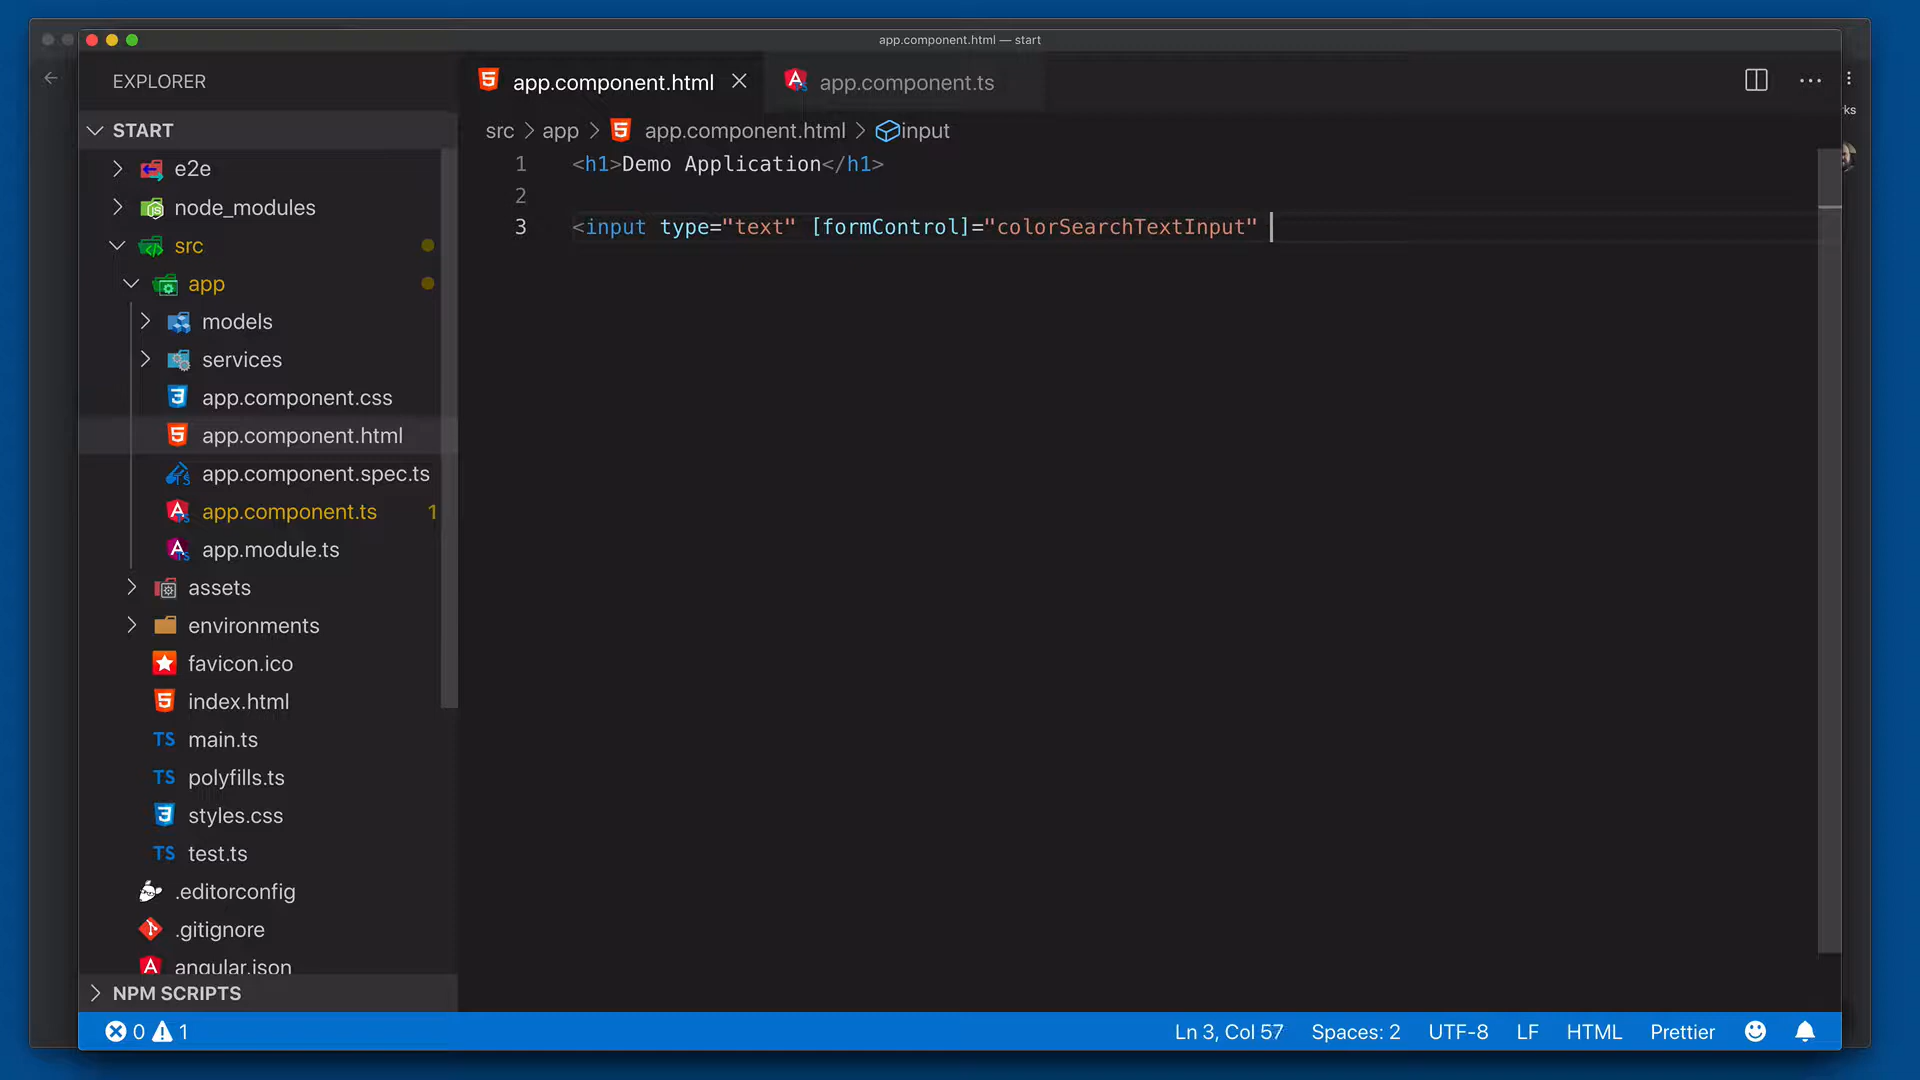 app.component.html — start
EXPLORER
app.component.html
app.component.ts
ks
START
src > app > app.component.html > input
e2e
node_modules
src
app
models
services
app.component.css
app.component.html
app.component.spec.ts
app.component.ts 1
app.module.ts
assets
environments
favicon.ico
index.html
main.ts
polyfills.ts
styles.css
test.ts
.editorconfig
.gitignore
angular.json
NPM SCRIPTS
1 <h1>Demo Application</h1>
2
3 <input type="text" [formControl]="colorSearchTextInput"
TS
TS
TS
0 1
Ln 3, Col 57
Spaces: 2
UTF-8
LF
HTML
Prettier